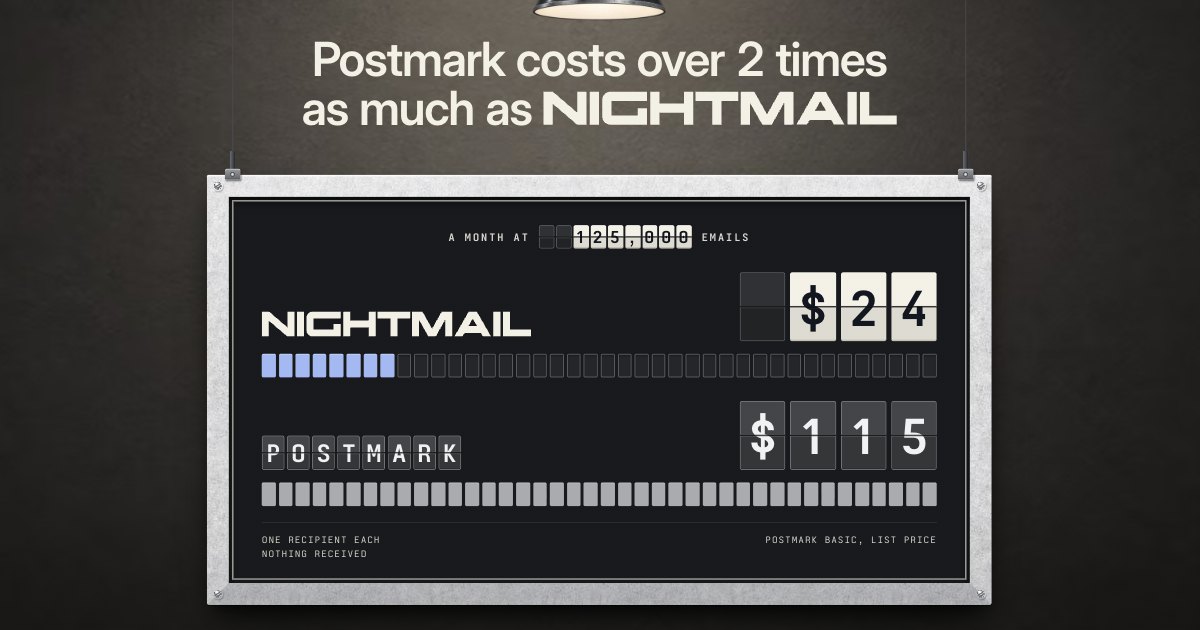 Postmark costs over 2 times
as much as NIGHTMAIL
A MONTH AT 125,000 EMAILS
NIGHTMAIL
$24
POSTMARK
$115
ONE RECIPIENT EACH
NOTHING RECEIVED
POSTMARK BASIC, LIST PRICE